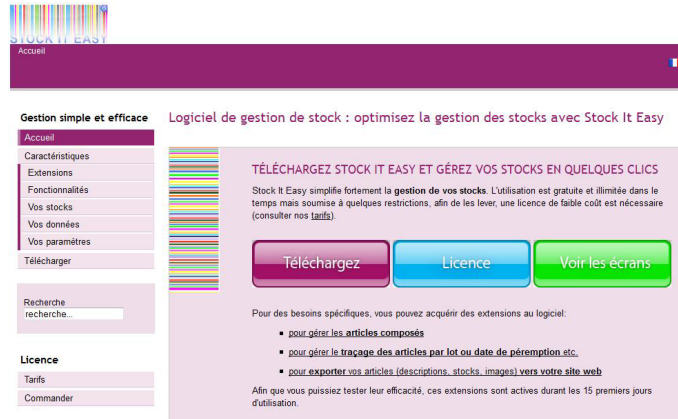 STOCK IT EASY
Accueil
Gestion simple et efficace
Accueil
Caractéristiques
Extensions
Fonctionnalités
Vos stocks
Vos données
Vos paramètres
Télécharger
Recherche
recherche...
Licence
Tarifs
Commander
Logiciel de gestion de stock : optimisez la gestion des stocks avec Stock It Easy
TÉLÉCHARGEZ STOCK IT EASY ET GÉREZ VOS STOCKS EN QUELQUES CLICS
Stock It Easy simplifie fortement la gestion de vos stocks. L'utilisation est gratuite et illimitée dans le
temps mais soumise à quelques restrictions, afin de les lever, une licence de faible coût est nécessaire
(consulter nos tarifs).
Téléchargez
Licence
Voir les écrans
Pour des besoins spécifiques, vous pouvez acquérir des extensions au logiciel:
pour gérer les articles composés
pour gérer le traçage des articles par lot ou date de péremption etc.
pour exporter vos articles (descriptions, stocks, images) vers votre site web
Afin que vous puissiez tester leur efficacité, ces extensions sont actives durant les 15 premiers jours
d'utilisation.